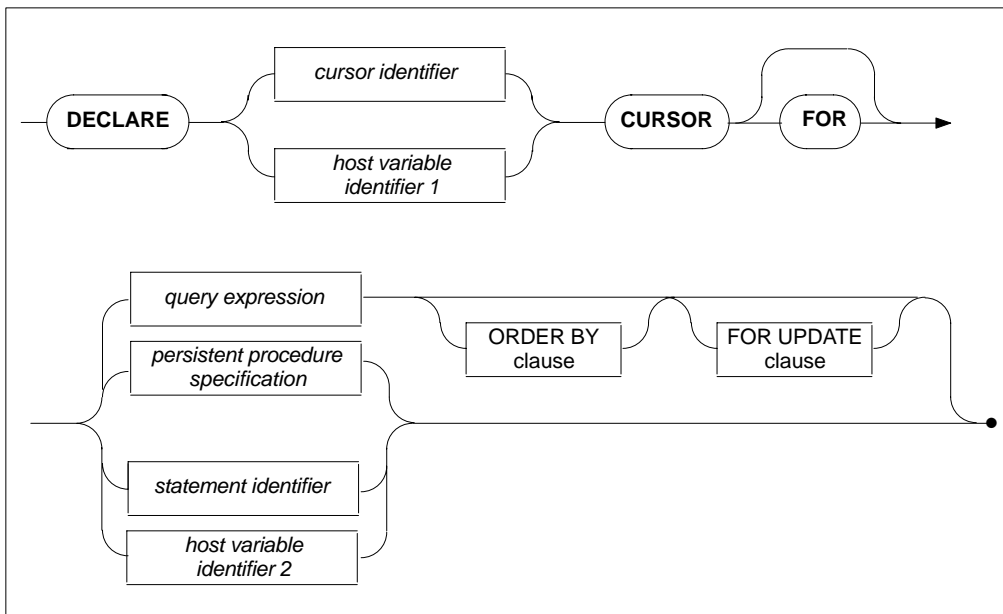 cursor identifier
DECLARE
CURSOR
FOR
host variable
identifier 1
query expression
ORDER BY
clause
FOR UPDATE
clause
persistent procedure
specification
statement identifier
host variable
identifier 2